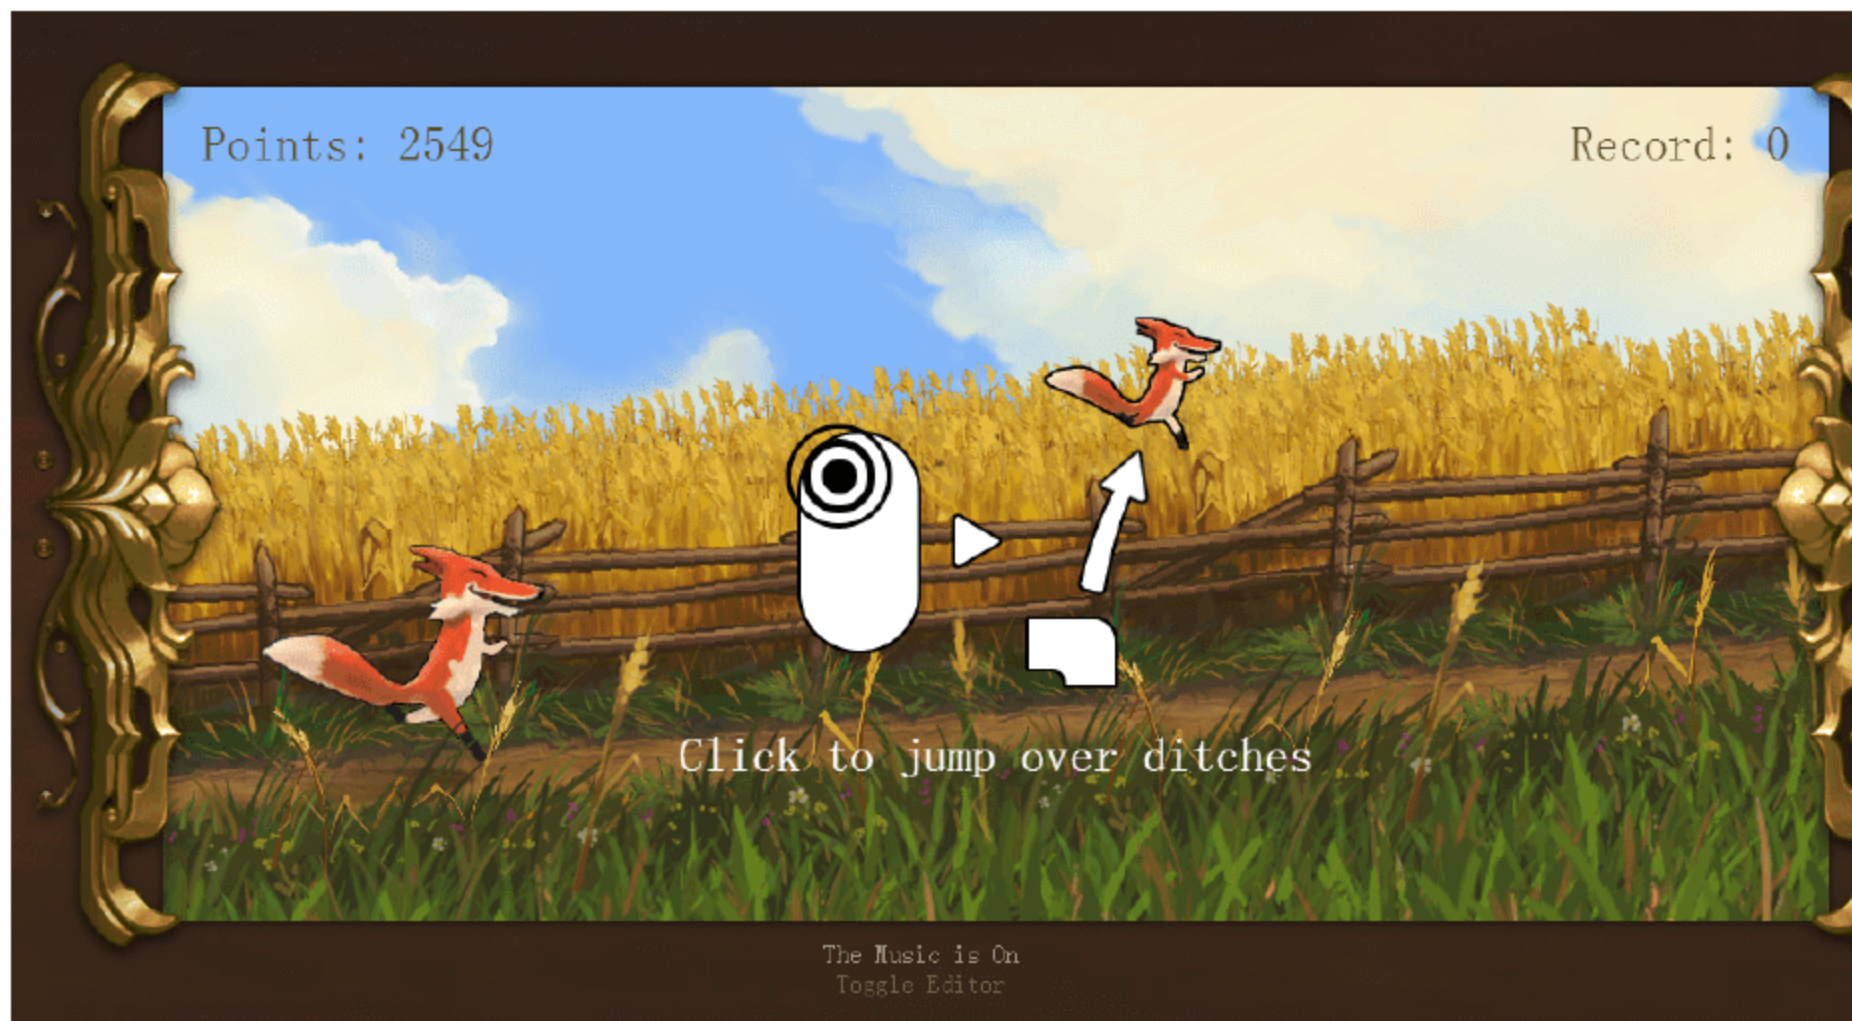 Points: 2549
Record: 0
Click to jump over ditches
The Music is On
Toggle Editor